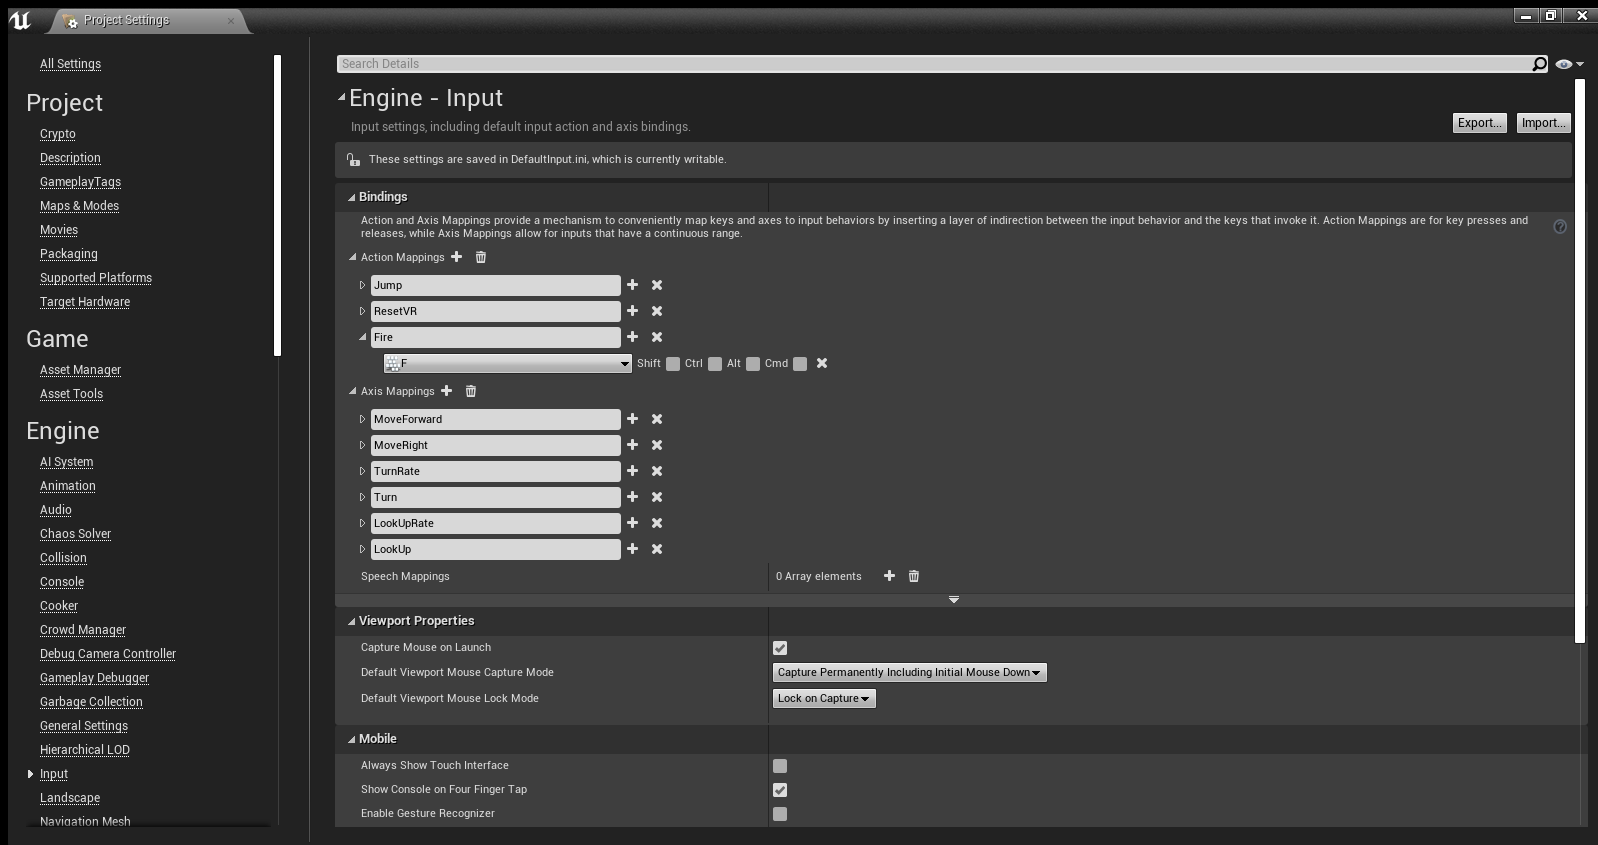 Project Settings
All Settings
Project
Crypto
Description
GameplayTags
Maps & Modes
Movies
Packaging
Supported Platforms
Target Hardware
Game
Asset Manager
Asset Tools
Engine
AI System
Animation
Audio
Chaos Solver
Collision
Console
Cooker
Crowd Manager
Debug Camera Controller
Gameplay Debugger
Garbage Collection
General Settings
Hierarchical LOD
Input
Landscape
Navigation Mesh
Search Details
Engine - Input
Input settings, including default input action and axis bindings.
Export...
Import...
These settings are saved in DefaultInput.ini, which is currently writable.
Bindings
Action and Axis Mappings provide a mechanism to conveniently map keys and axes to input behaviors by inserting a layer of indirection between the input behavior and the keys that invoke it. Action Mappings are for key presses and
releases, while Axis Mappings allow for inputs that have a continuous range.
Action Mappings
Jump
ResetVR
Fire
F Shift Ctrl Alt Cmd
Axis Mappings
MoveForward
MoveRight
TurnRate
Turn
LookUpRate
LookUp
Speech Mappings 0 Array elements
Viewport Properties
Capture Mouse on Launch
Default Viewport Mouse Capture Mode Capture Permanently Including Initial Mouse Down
Default Viewport Mouse Lock Mode Lock on Capture
Mobile
Always Show Touch Interface
Show Console on Four Finger Tap
Enable Gesture Recognizer